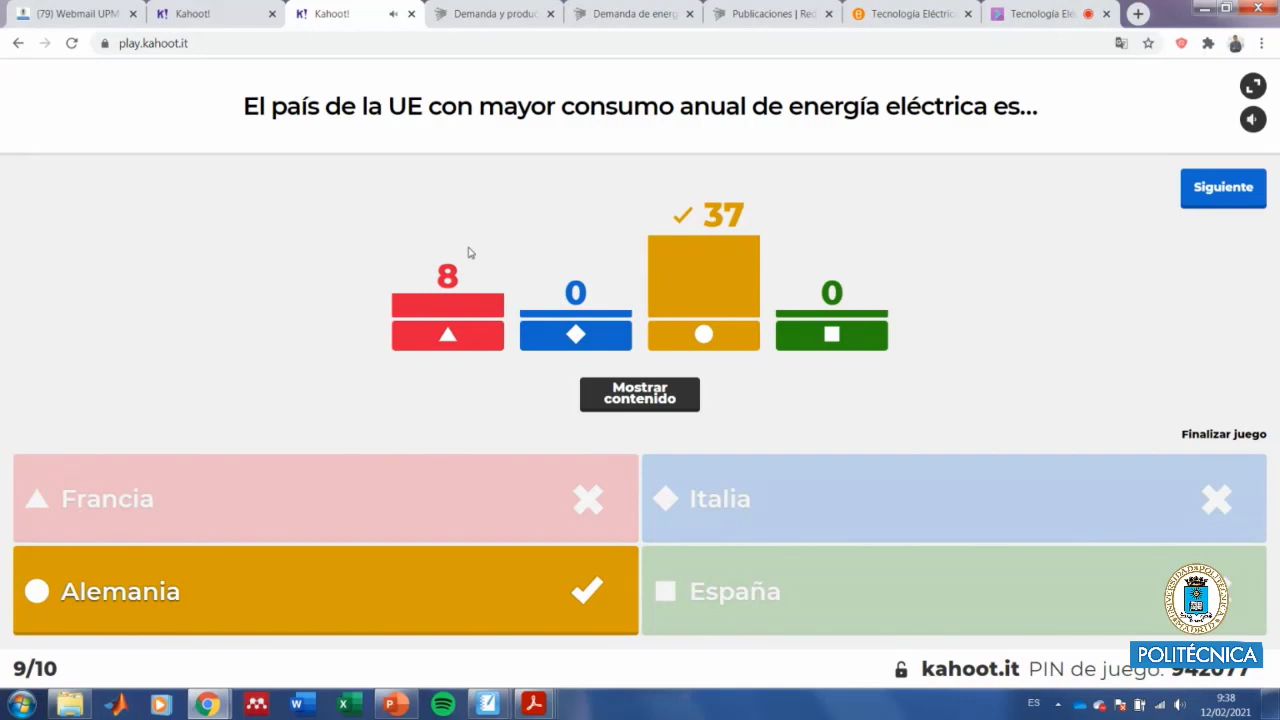 (79) Webmail UPM
Kahoot!
Kahoot!
Demanda y produ
Demanda de energ
Publicaciones | Red
Tecnología Eléctric
Tecnología Elé
play.kahoot.it
El país de la UE con mayor consumo anual de energía eléctrica es...
Siguiente
8
0
37
0
Mostrar
contenido
Finalizar juego
Francia
Italia
Alemania
España
POLITÉCNICA
9/10
kahoot.it PIN de juego: 942077
ES
9:38
12/02/2021